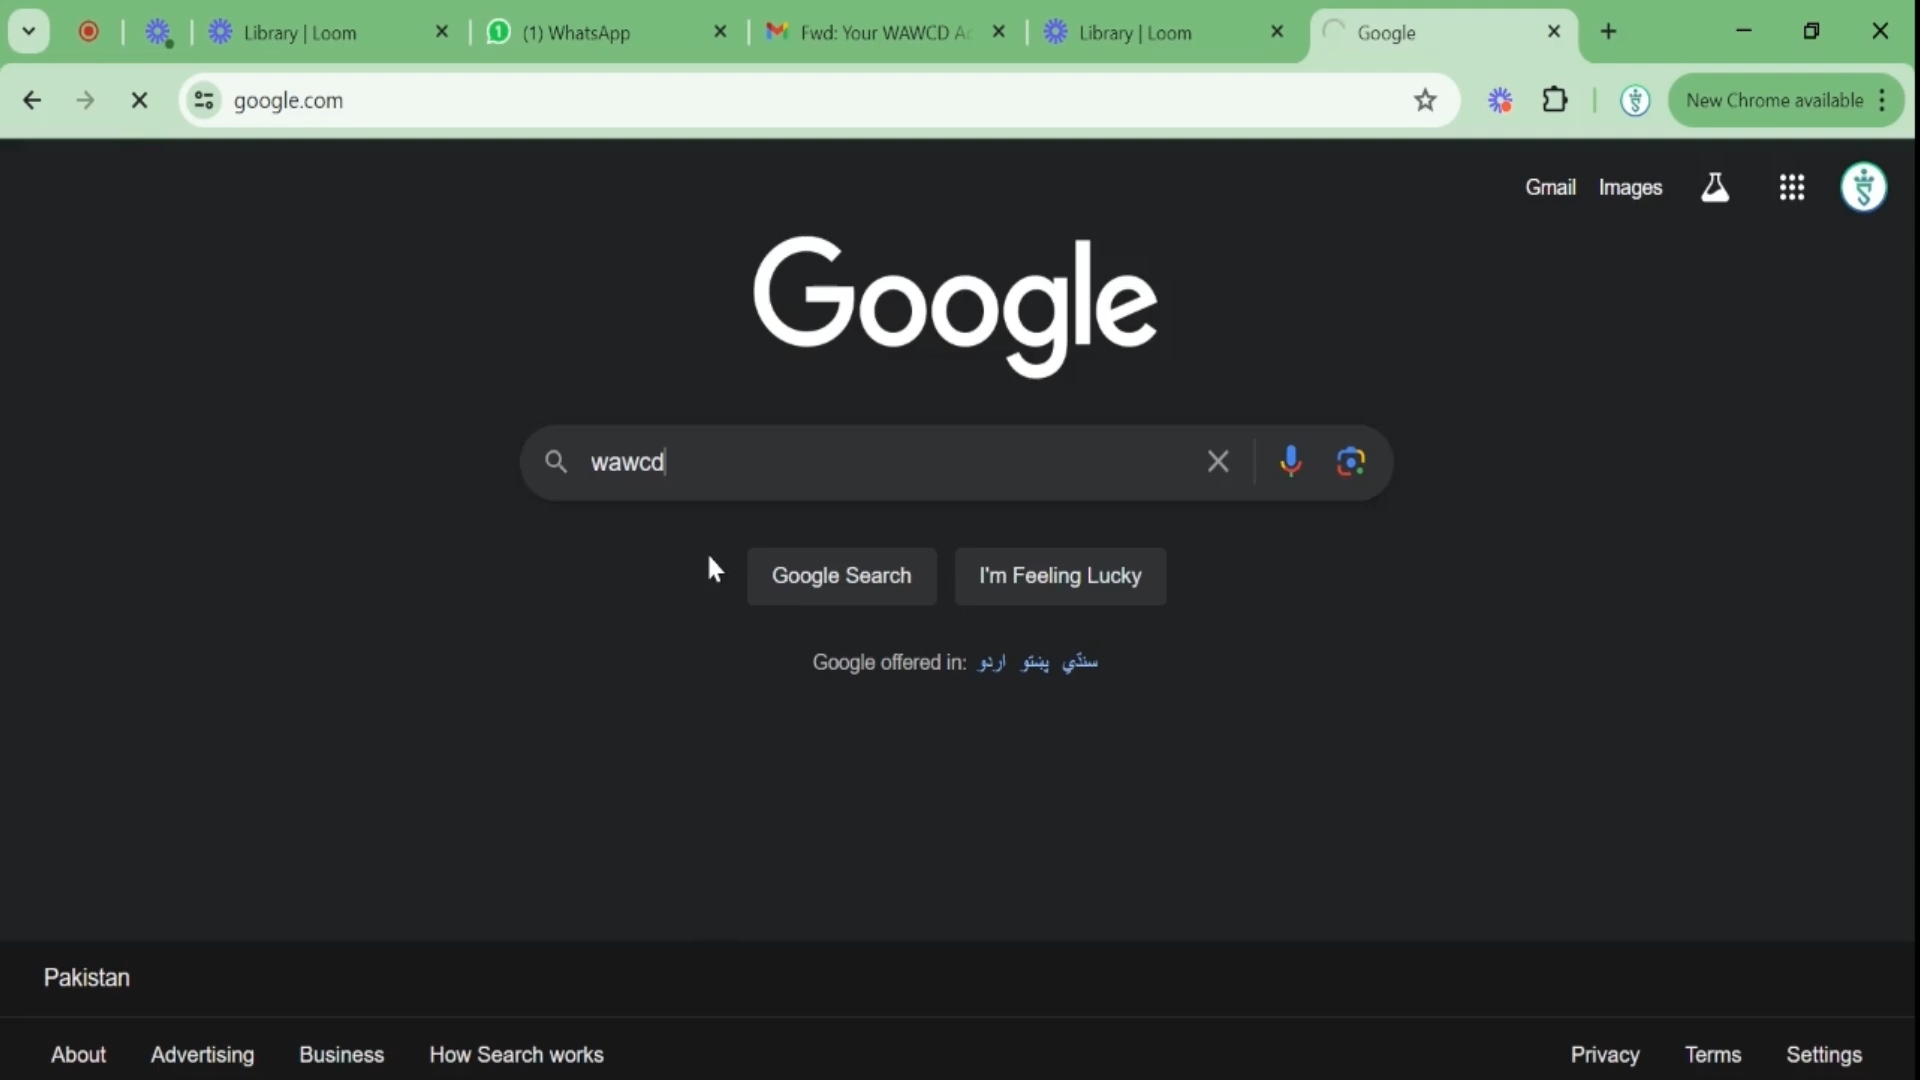 Library | Loom
1
(1) WhatsApp
Fwd: Your WAWCD Ac
Library | Loom
Google
google.com
New Chrome available
Gmail
Images
Google
wawcd
Google Search
I'm Feeling Lucky
Google offered in: اردو پښتو سنڌي
Pakistan
About
Advertising
Business
How Search works
Privacy
Terms
Settings